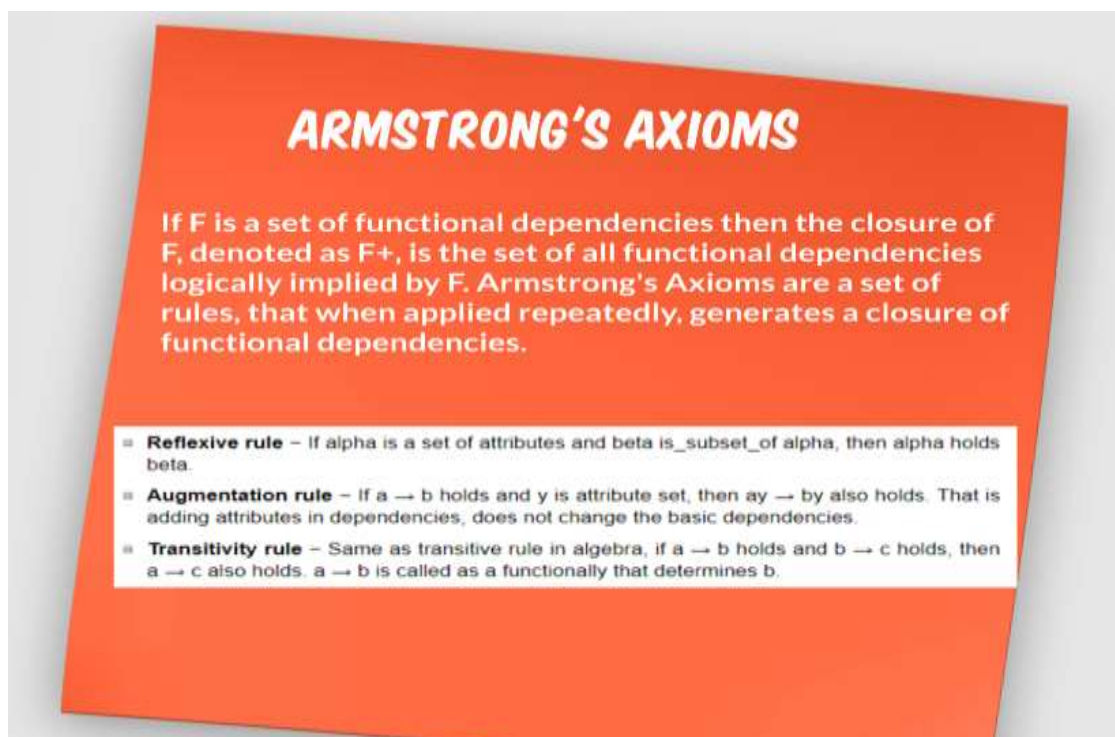 ARMSTRONG'S AXIOMS
If F is a set of functional dependencies then the closure of
F, denoted as F+, is the set of all functional dependencies
logically implied by F. Armstrong's Axioms are a set of
rules, that when applied repeatedly, generates a closure of
functional dependencies.
▪ Reflexive rule – If alpha is a set of attributes and beta is_subset_of alpha, then alpha holds
beta.
▪ Augmentation rule – If a → b holds and y is attribute set, then ay → by also holds. That is
adding attributes in dependencies, does not change the basic dependencies.
▪ Transitivity rule – Same as transitive rule in algebra, if a → b holds and b → c holds, then
a → c also holds. a → b is called as a functionally that determines b.